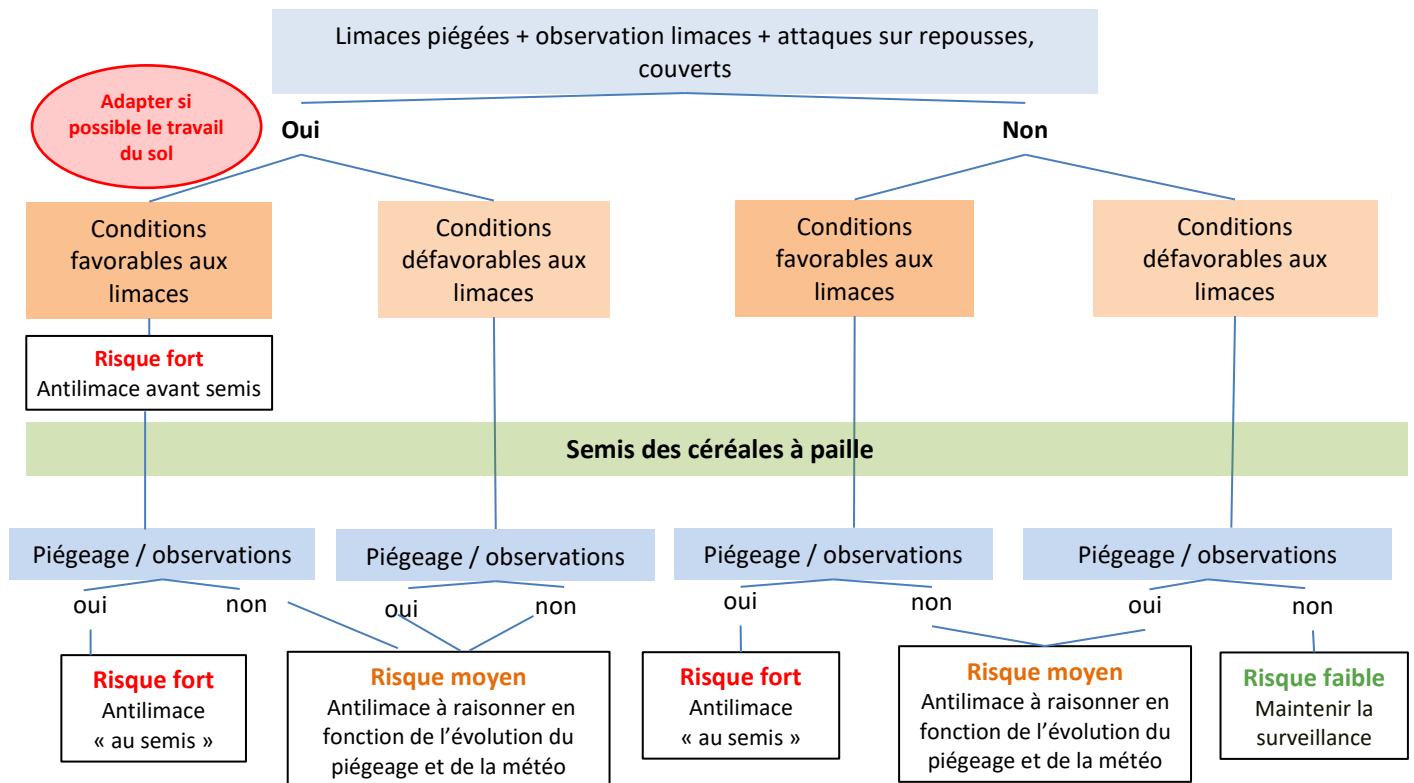 Limaces piégées + observation limaces + attaques sur repousses,
couverts
Adapter si
possible le travail
du sol
Oui
Non
Conditions
favorables aux
limaces
Conditions
défavorables aux
limaces
Conditions
favorables aux
limaces
Conditions
défavorables aux
limaces
Risque fort
Antilimace avant semis
Semis des céréales à paille
Piégeage / observations
Piégeage / observations
Piégeage / observations
Piégeage / observations
oui
non
oui
non
oui
non
oui
non
Risque fort
Antilimace
« au semis »
Risque moyen
Antilimace à raisonner en
fonction de l’évolution du
piégeage et de la météo
Risque fort
Antilimace
« au semis »
Risque moyen
Antilimace à raisonner en
fonction de l’évolution du
piégeage et de la météo
Risque faible
Maintenir la
surveillance